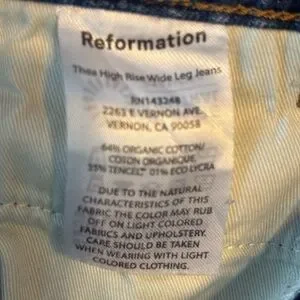 Reformation
Thea High Rise Wide Leg Jeans
RN143248
2263 E VERNON AVE.
VERNON, CA 90058
64% ORGANIC COTTON/
COTON ORGANIQUE
35% TENCEL™ 01% ECO LYCRA
DUE TO THE NATURAL
CHARACTERISTICS OF THIS
FABRIC THE COLOR MAY RUB
OFF ON LIGHT COLORED
FABRICS AND UPHOLSTERY.
CARE SHOULD BE TAKEN
WHEN WEARING WITH LIGHT
COLORED CLOTHING.